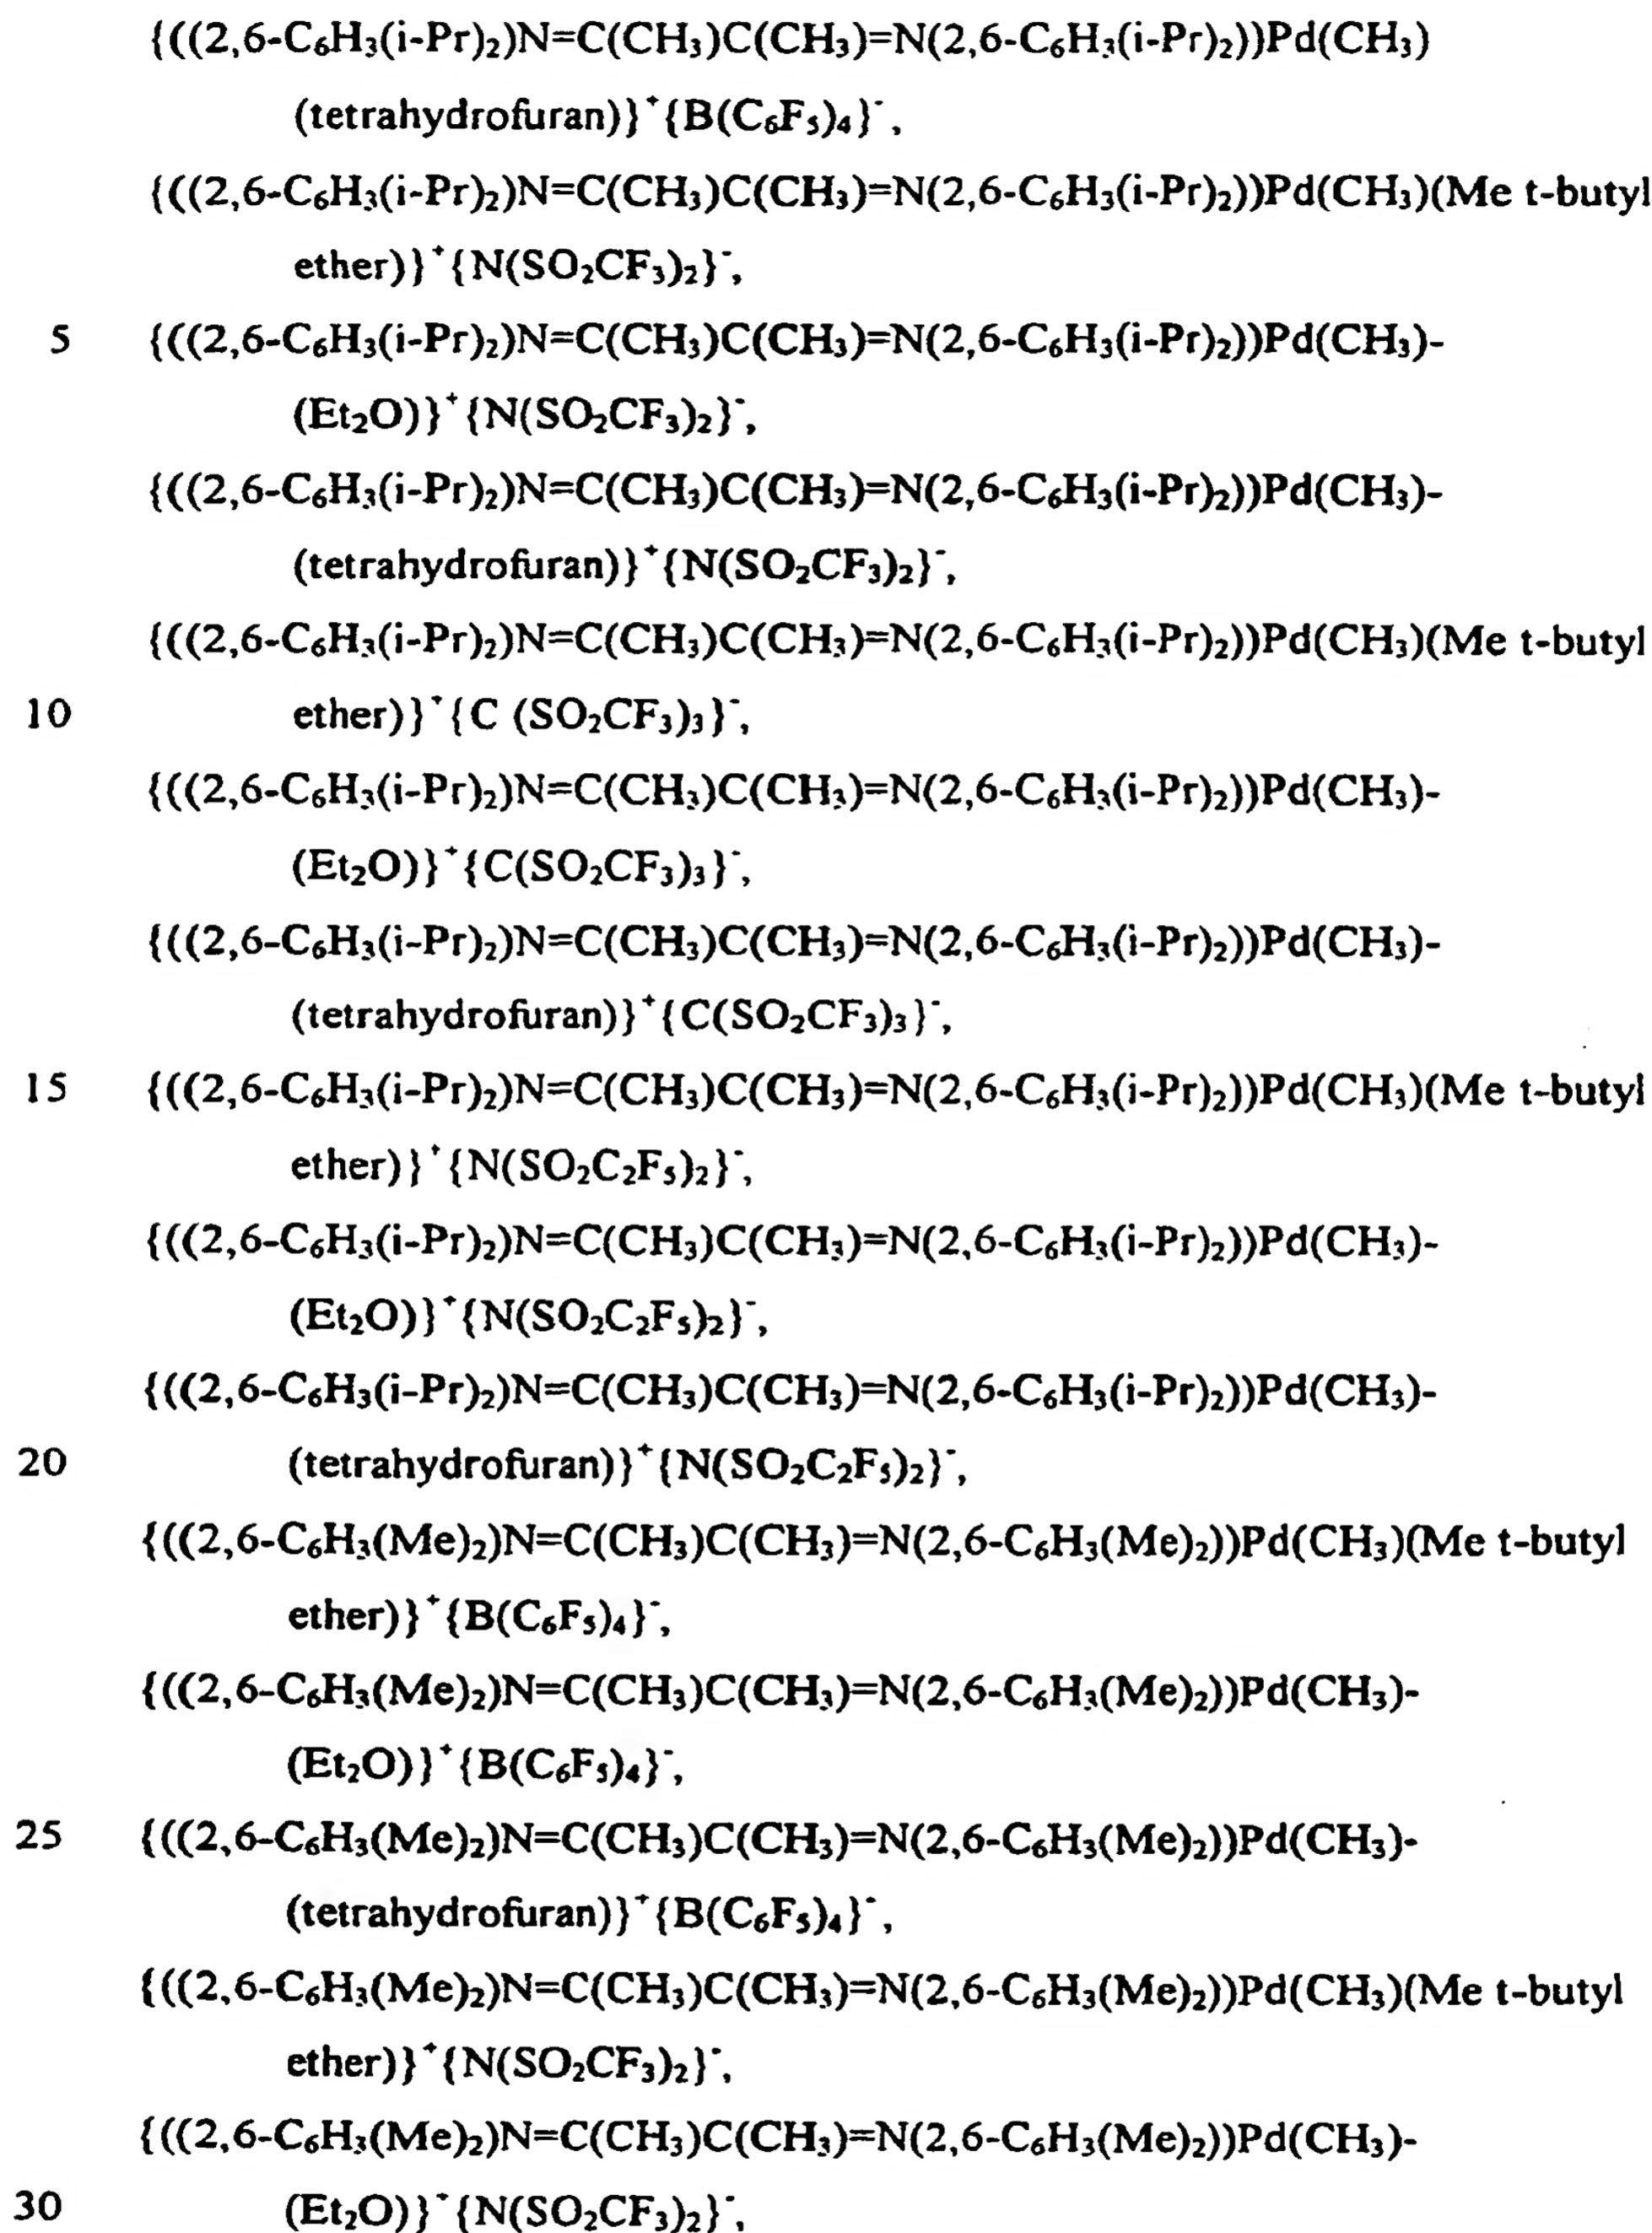 {((2,6-C₆H₃(i-Pr)₂)N=C(CH₃)C(CH₃)=N(2,6-C₆H₃(i-Pr)₂))Pd(CH₃)
(tetrahydrofuran)}⁺{B(C₆F₅)₄}⁻,
{((2,6-C₆H₃(i-Pr)₂)N=C(CH₃)C(CH₃)=N(2,6-C₆H₃(i-Pr)₂))Pd(CH₃)(Me t-butyl
ether)}⁺{N(SO₂CF₃)₂}⁻,
5 {((2,6-C₆H₃(i-Pr)₂)N=C(CH₃)C(CH₃)=N(2,6-C₆H₃(i-Pr)₂))Pd(CH₃)-
(Et₂O)}⁺{N(SO₂CF₃)₂}⁻,
{((2,6-C₆H₃(i-Pr)₂)N=C(CH₃)C(CH₃)=N(2,6-C₆H₃(i-Pr)₂))Pd(CH₃)-
(tetrahydrofuran)}⁺{N(SO₂CF₃)₂}⁻,
{((2,6-C₆H₃(i-Pr)₂)N=C(CH₃)C(CH₃)=N(2,6-C₆H₃(i-Pr)₂))Pd(CH₃)(Me t-butyl
10 ether)}⁺{C (SO₂CF₃)₃}⁻,
{((2,6-C₆H₃(i-Pr)₂)N=C(CH₃)C(CH₃)=N(2,6-C₆H₃(i-Pr)₂))Pd(CH₃)-
(Et₂O)}⁺{C(SO₂CF₃)₃}⁻,
{((2,6-C₆H₃(i-Pr)₂)N=C(CH₃)C(CH₃)=N(2,6-C₆H₃(i-Pr)₂))Pd(CH₃)-
(tetrahydrofuran)}⁺{C(SO₂CF₃)₃}⁻,
15 {((2,6-C₆H₃(i-Pr)₂)N=C(CH₃)C(CH₃)=N(2,6-C₆H₃(i-Pr)₂))Pd(CH₃)(Me t-butyl
ether)}⁺{N(SO₂C₂F₅)₂}⁻,
{((2,6-C₆H₃(i-Pr)₂)N=C(CH₃)C(CH₃)=N(2,6-C₆H₃(i-Pr)₂))Pd(CH₃)-
(Et₂O)}⁺{N(SO₂C₂F₅)₂}⁻,
{((2,6-C₆H₃(i-Pr)₂)N=C(CH₃)C(CH₃)=N(2,6-C₆H₃(i-Pr)₂))Pd(CH₃)-
20 (tetrahydrofuran)}⁺{N(SO₂C₂F₅)₂}⁻,
{((2,6-C₆H₃(Me)₂)N=C(CH₃)C(CH₃)=N(2,6-C₆H₃(Me)₂))Pd(CH₃)(Me t-butyl
ether)}⁺{B(C₆F₅)₄}⁻,
{((2,6-C₆H₃(Me)₂)N=C(CH₃)C(CH₃)=N(2,6-C₆H₃(Me)₂))Pd(CH₃)-
(Et₂O)}⁺{B(C₆F₅)₄}⁻,
25 {((2,6-C₆H₃(Me)₂)N=C(CH₃)C(CH₃)=N(2,6-C₆H₃(Me)₂))Pd(CH₃)-
(tetrahydrofuran)}⁺{B(C₆F₅)₄}⁻,
{((2,6-C₆H₃(Me)₂)N=C(CH₃)C(CH₃)=N(2,6-C₆H₃(Me)₂))Pd(CH₃)(Me t-butyl
ether)}⁺{N(SO₂CF₃)₂}⁻,
{((2,6-C₆H₃(Me)₂)N=C(CH₃)C(CH₃)=N(2,6-C₆H₃(Me)₂))Pd(CH₃)-
30 (Et₂O)}⁺{N(SO₂CF₃)₂}⁻,